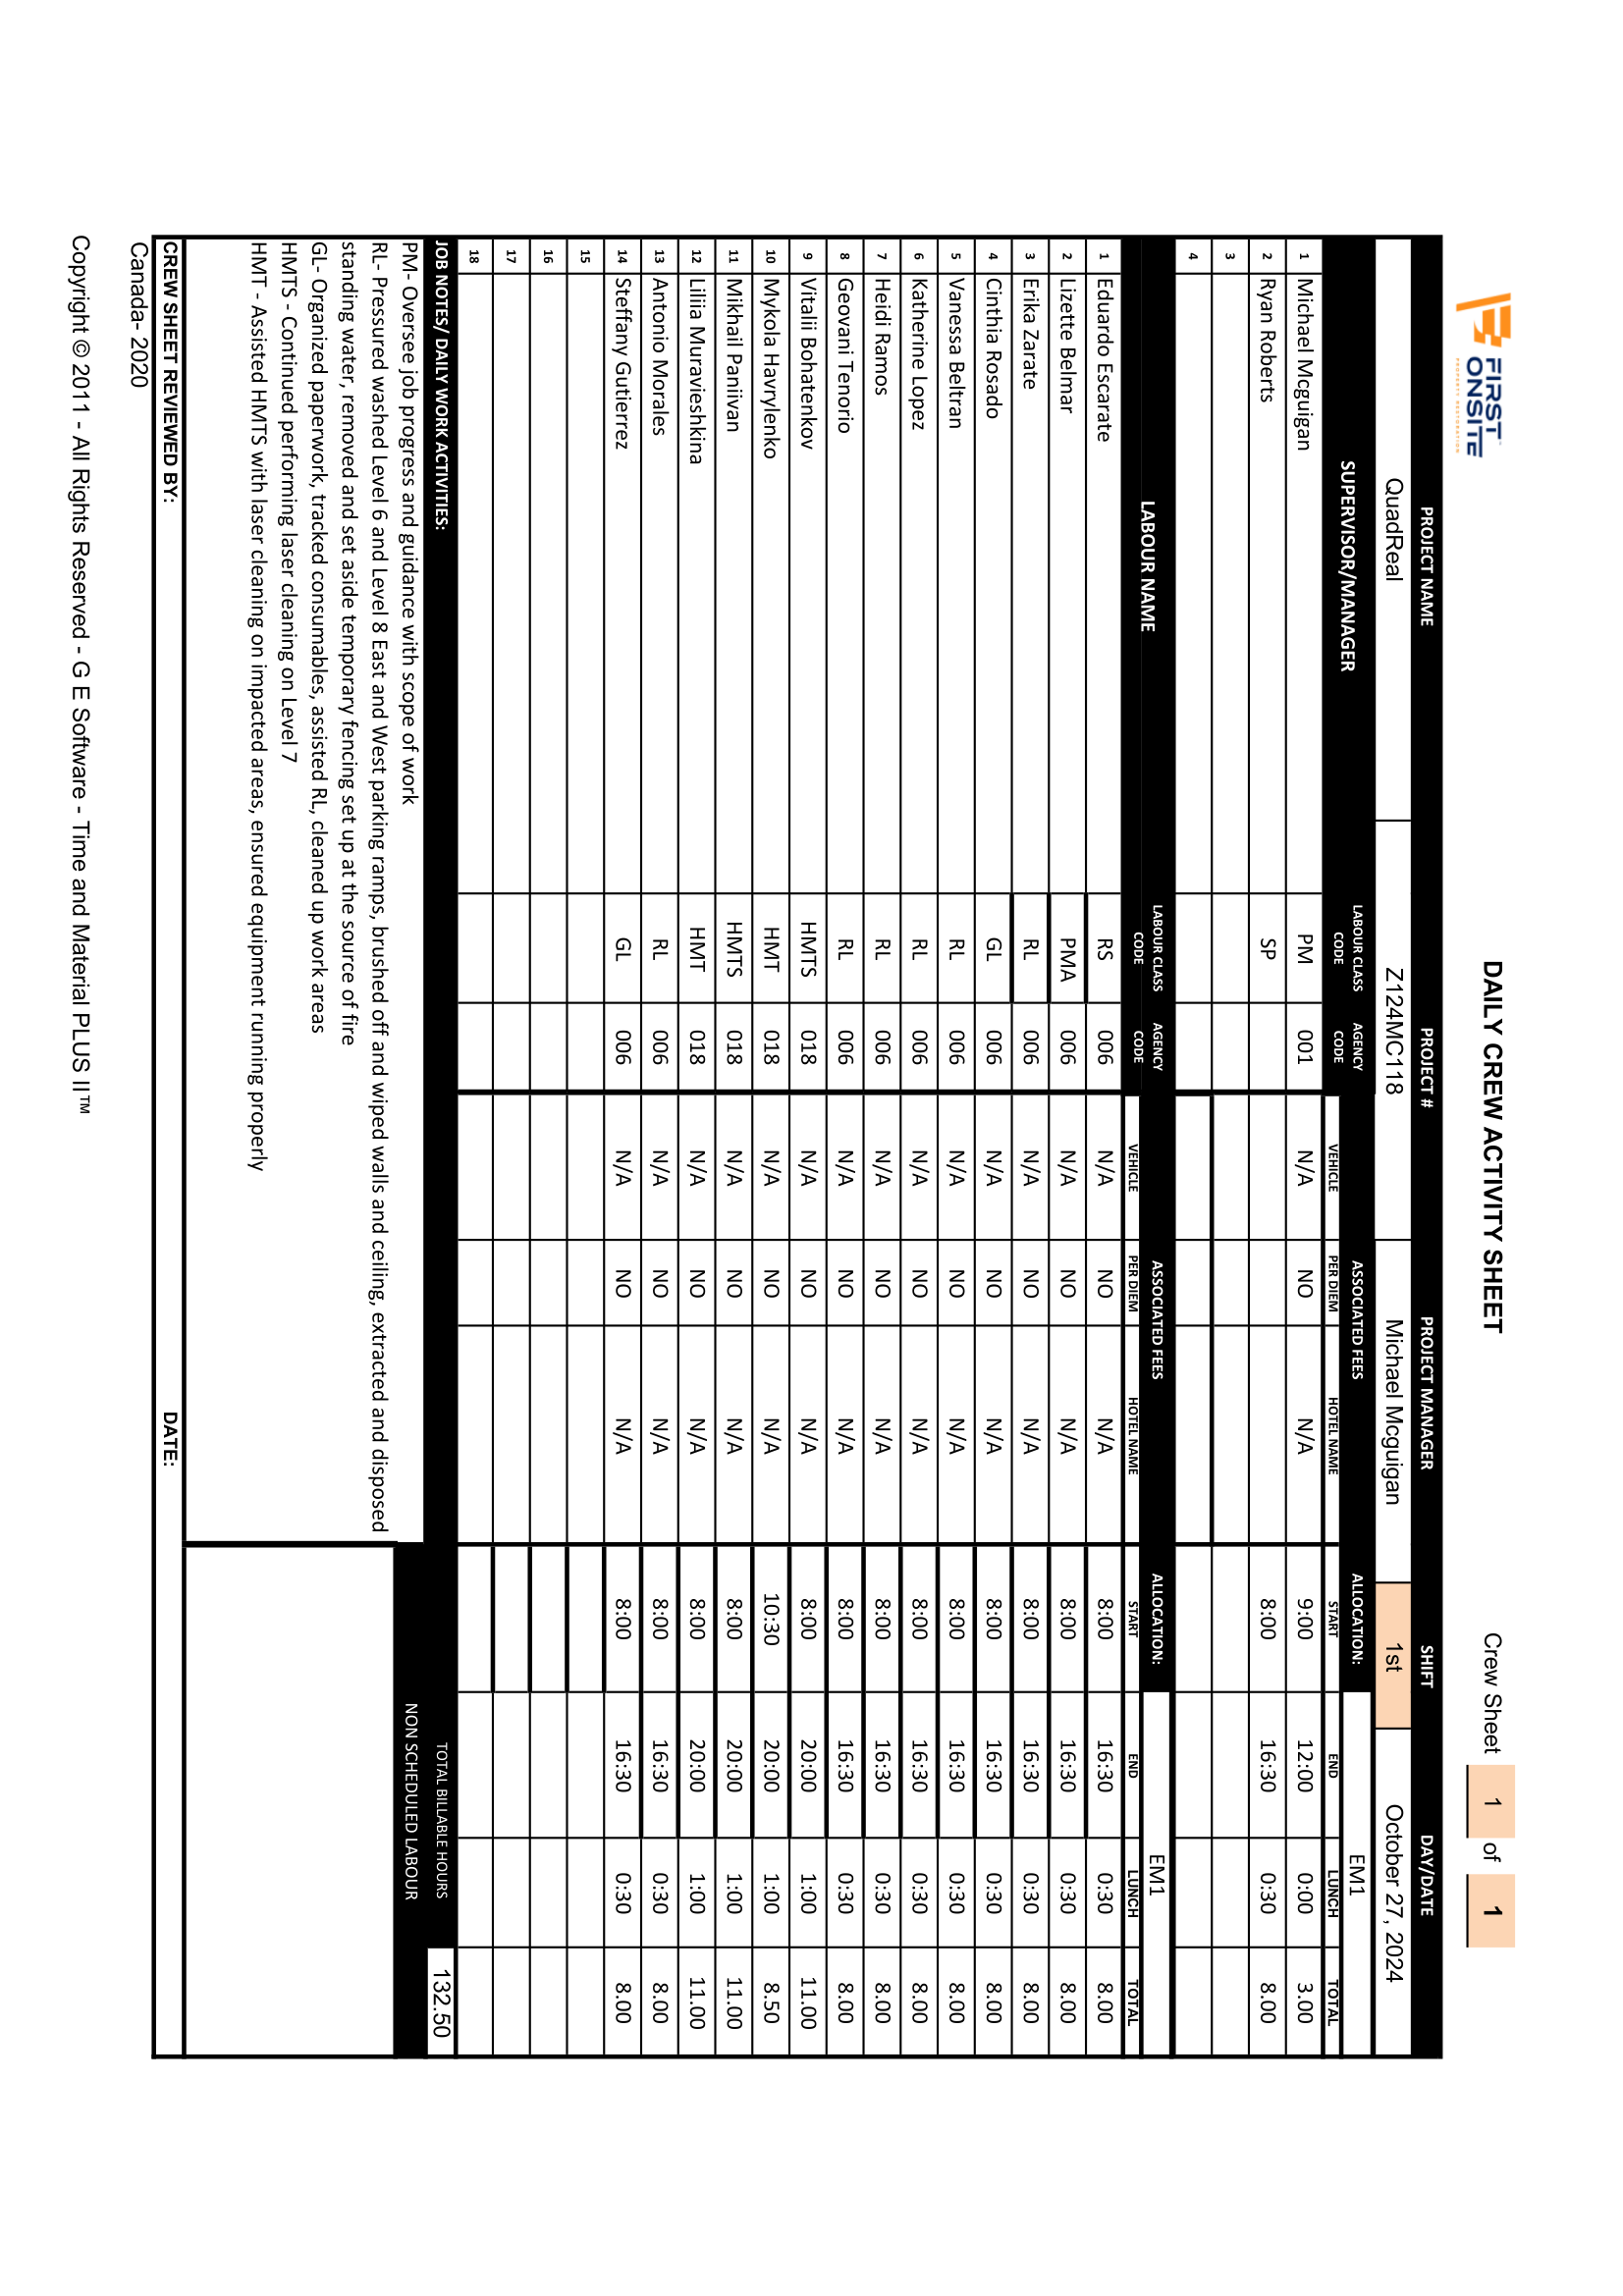 FIRST
ONSITE
PROPERTY RESTORATION
DAILY CREW ACTIVITY SHEET
Crew Sheet 1 of 1
PROJECT NAME PROJECT # PROJECT MANAGER SHIFT DAY/DATE
QuadReal Z124MC118 Michael Mcguigan 1st October 27, 2024
SUPERVISOR/MANAGER LABOUR CLASS CODE AGENCY CODE ASSOCIATED FEES ALLOCATION: EM1
VEHICLE PER DIEM HOTEL NAME START END LUNCH TOTAL
1 Michael Mcguigan PM 001 N/A NO N/A 9:00 12:00 0:00 3.00
2 Ryan Roberts SP 8:00 16:30 0:30 8.00
3
4
LABOUR NAME LABOUR CLASS CODE AGENCY CODE ASSOCIATED FEES ALLOCATION: EM1
VEHICLE PER DIEM HOTEL NAME START END LUNCH TOTAL
1 Eduardo Escarate RS 006 N/A NO N/A 8:00 16:30 0:30 8.00
2 Lizette Belmar PMA 006 N/A NO N/A 8:00 16:30 0:30 8.00
3 Erika Zarate RL 006 N/A NO N/A 8:00 16:30 0:30 8.00
4 Cinthia Rosado GL 006 N/A NO N/A 8:00 16:30 0:30 8.00
5 Vanessa Beltran RL 006 N/A NO N/A 8:00 16:30 0:30 8.00
6 Katherine Lopez RL 006 N/A NO N/A 8:00 16:30 0:30 8.00
7 Heidi Ramos RL 006 N/A NO N/A 8:00 16:30 0:30 8.00
8 Geovani Tenorio RL 006 N/A NO N/A 8:00 16:30 0:30 8.00
9 Vitalii Bohatenkov HMTS 018 N/A NO N/A 8:00 20:00 1:00 11.00
10 Mykola Havrylenko HMT 018 N/A NO N/A 10:30 20:00 1:00 8.50
11 Mikhail Paniivan HMTS 018 N/A NO N/A 8:00 20:00 1:00 11.00
12 Liliia Muravieshkina HMT 018 N/A NO N/A 8:00 20:00 1:00 11.00
13 Antonio Morales RL 006 N/A NO N/A 8:00 16:30 0:30 8.00
14 Steffany Gutierrez GL 006 N/A NO N/A 8:00 16:30 0:30 8.00
15
16
17
18
JOB NOTES/ DAILY WORK ACTIVITIES: TOTAL BILLABLE HOURS 132.50
NON SCHEDULED LABOUR
PM- Oversee job progress and guidance with scope of work
RL- Pressured washed Level 6 and Level 8 East and West parking ramps, brushed off and wiped walls and ceiling, extracted and disposed
standing water, removed and set aside temporary fencing set up at the source of fire
GL- Organized paperwork, tracked consumables, assisted RL, cleaned up work areas
HMTS - Continued performing laser cleaning on Level 7
HMT - Assisted HMTS with laser cleaning on impacted areas, ensured equipment running properly
CREW SHEET REVIEWED BY: DATE:
Canada- 2020
Copyright © 2011 - All Rights Reserved - G E Software - Time and Material PLUS II™